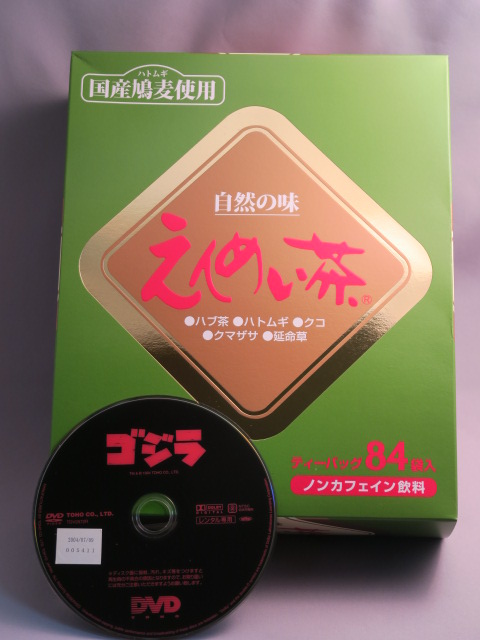 ハトムギ
国産鳩麦使用
自然の味
えんめい茶®
●ハブ茶●ハトムギ●クコ
●クマザサ●延命草
ティーバッグ84袋入
ノンカフェイン飲料
ゴジラ
DVD
TOHO CO., LTD.
レンタル専用
DVD